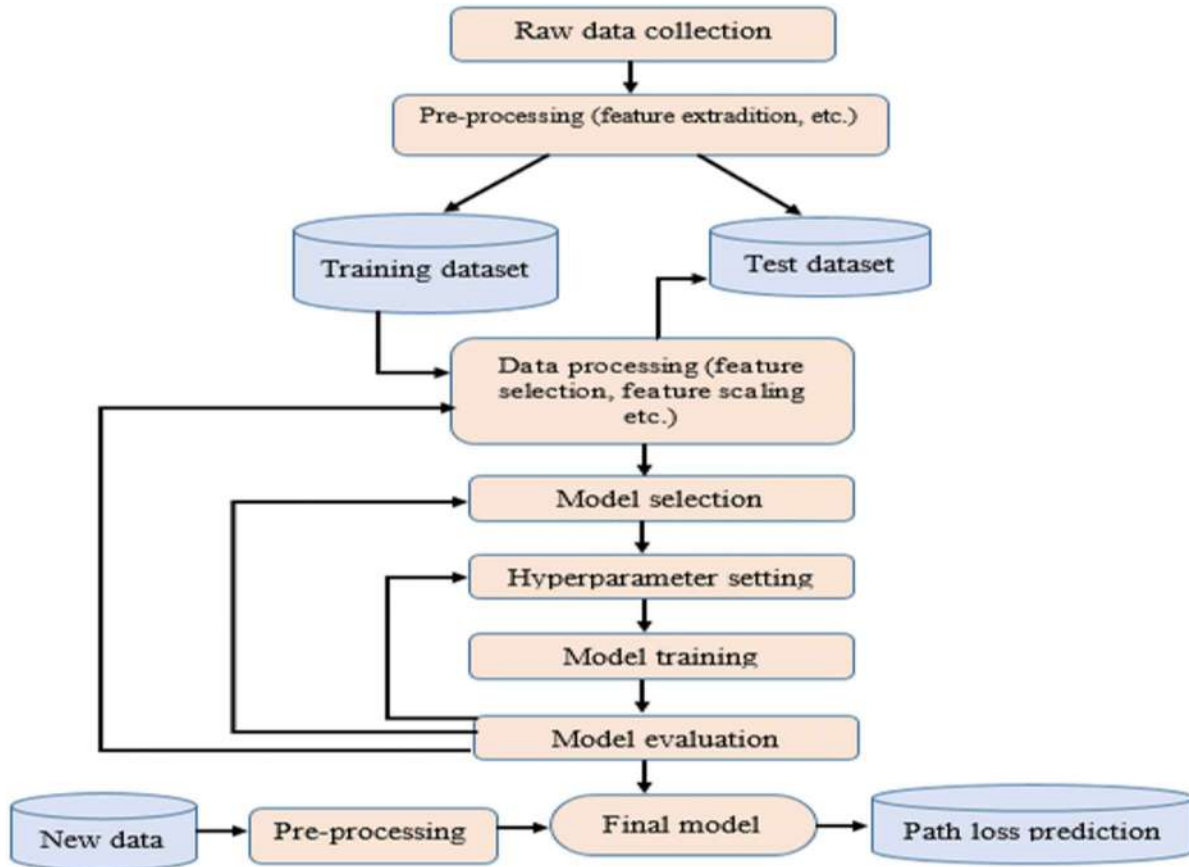 Raw data collection
Pre-processing (feature extradition, etc.)
Training dataset
Test dataset
Data processing (feature
selection, feature scaling
etc.)
Model selection
Hyperparameter setting
Model training
Model evaluation
New data
Pre-processing
Final model
Path loss prediction